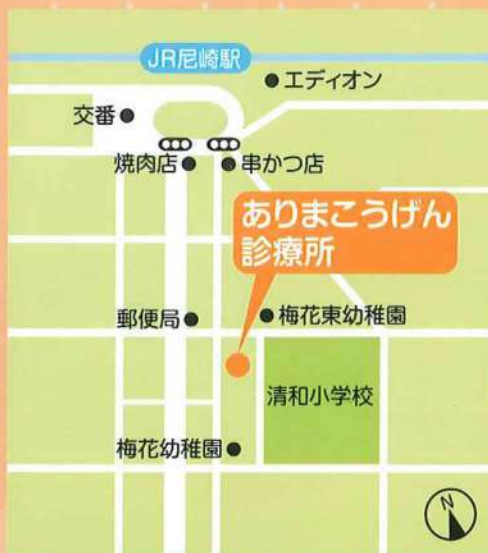 JR尼崎駅
エディオン
交番
焼肉店
串かつ店
ありまこうげん
診療所
郵便局
梅花東幼稚園
清和小学校
梅花幼稚園
N